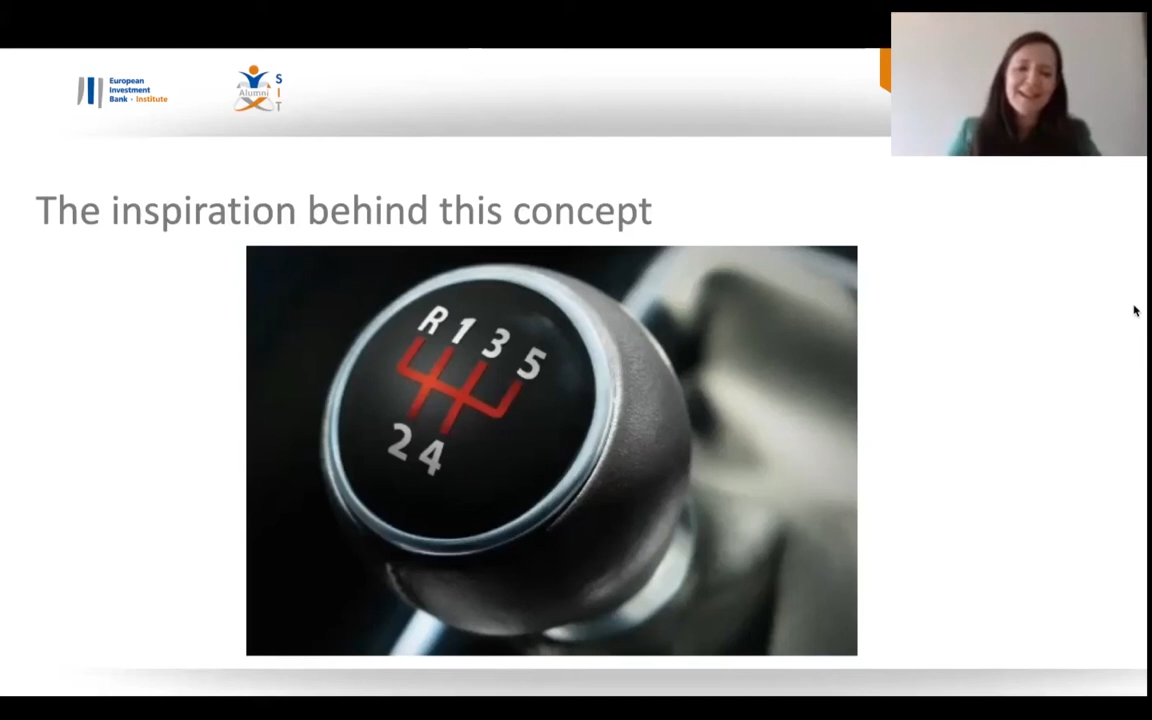 European
Investment
Bank · Institute
Alumni
S
I
T
The inspiration behind this concept
R 1 3 5
2 4